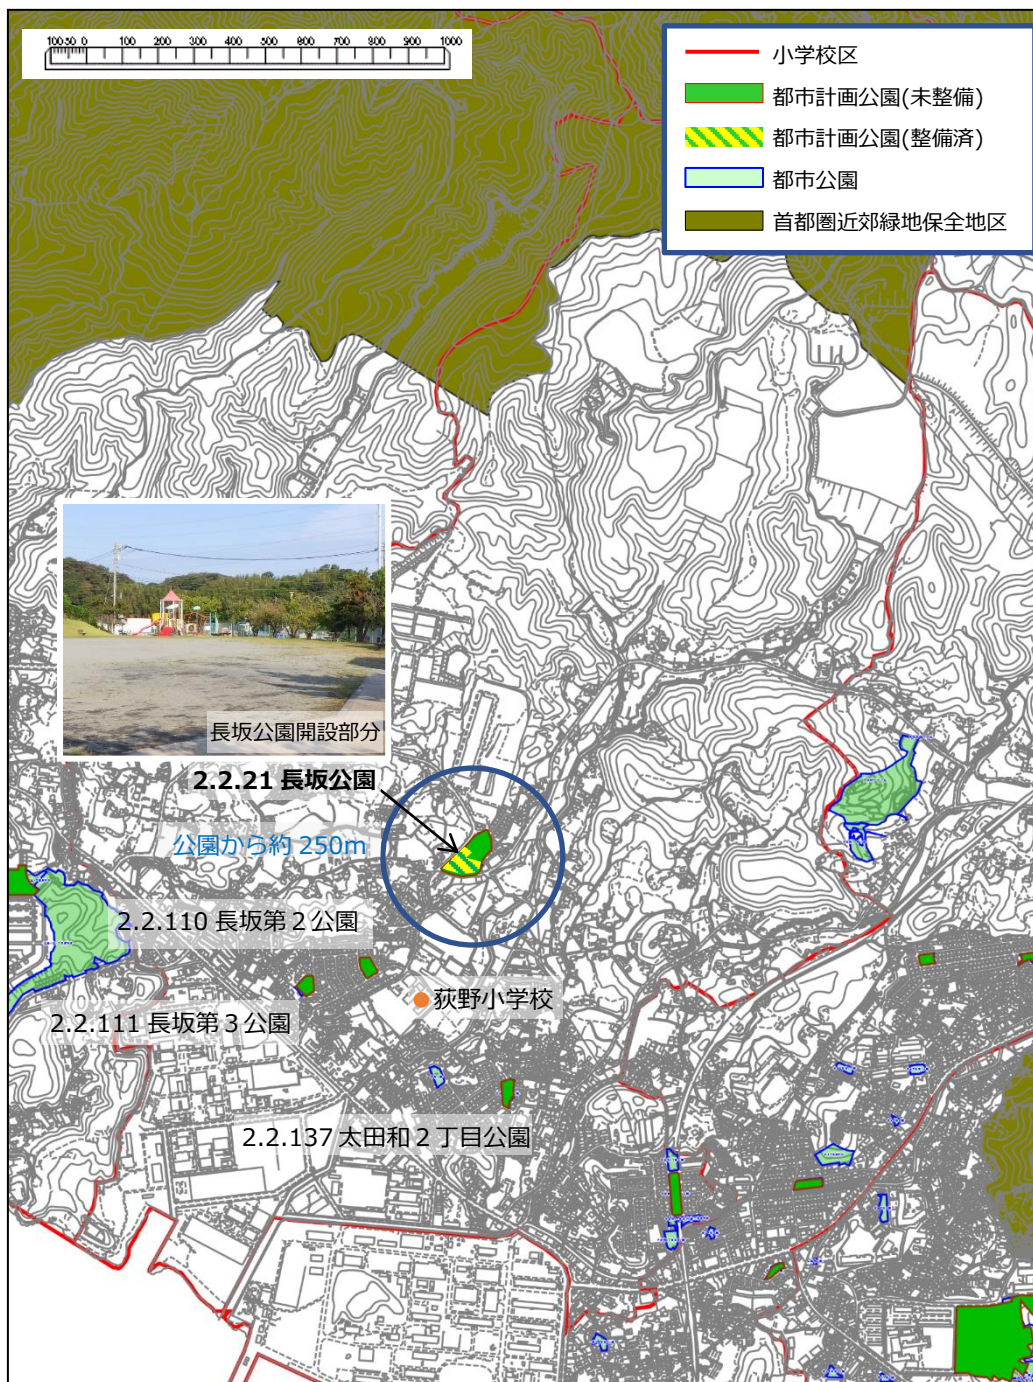 100 50 0 100 200 300 400 500 600 700 800 900 1000
小学校区
都市計画公園(未整備)
都市計画公園(整備済)
都市公園
首都圏近郊緑地保全地区
長坂公園開設部分
2.2.21 長坂公園
公園から約 250m
2.2.110 長坂第２公園
荻野小学校
2.2.111 長坂第３公園
2.2.137 太田和２丁目公園